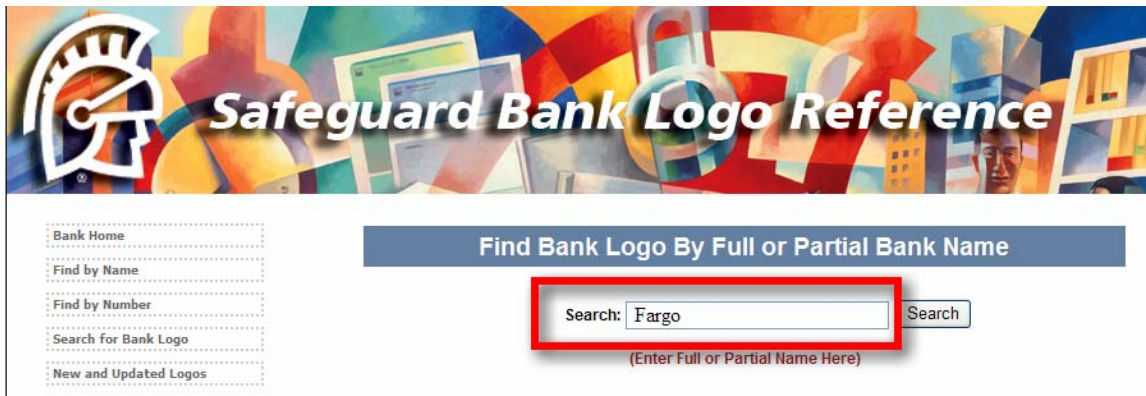 Safeguard Bank Logo Reference
®
Bank Home
Find by Name
Find by Number
Search for Bank Logo
New and Updated Logos
Find Bank Logo By Full or Partial Bank Name
Search: Fargo Search
(Enter Full or Partial Name Here)